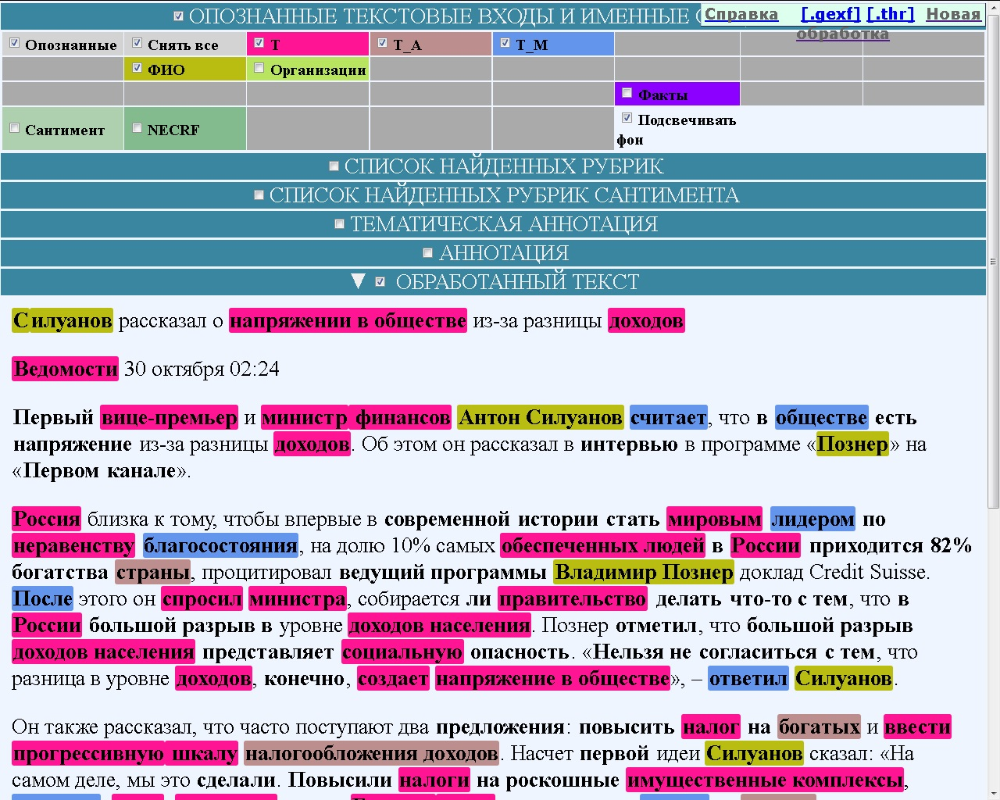 ОПОЗНАННЫЕ ТЕКСТОВЫЕ ВХОДЫ И ИМЕННЫЕ
Справка [.gexf] [.thr] Новая
обработка
Опознанные Снять все T T_A T_M
ФИО Организации
Факты
Сантимент NECRF Подсвечивать
фон
СПИСОК НАЙДЕННЫХ РУБРИК
СПИСОК НАЙДЕННЫХ РУБРИК САНТИМЕНТА
ТЕМАТИЧЕСКАЯ АННОТАЦИЯ
АННОТАЦИЯ
▼ ОБРАБОТАННЫЙ ТЕКСТ
Силуанов рассказал о напряжении в обществе из-за разницы доходов
Ведомости 30 октября 02:24
Первый вице-премьер и министр финансов Антон Силуанов считает, что в обществе есть
напряжение из-за разницы доходов. Об этом он рассказал в интервью в программе «Познер» на
«Первом канале».
Россия близка к тому, чтобы впервые в современной истории стать мировым лидером по
неравенству благосостояния, на долю 10% самых обеспеченных людей в России приходится 82%
богатства страны, процитировал ведущий программы Владимир Познер доклад Credit Suisse.
После этого он спросил министра, собирается ли правительство делать что-то с тем, что в
России большой разрыв в уровне доходов населения. Познер отметил, что большой разрыв
доходов населения представляет социальную опасность. «Нельзя не согласиться с тем, что
разница в уровне доходов, конечно, создает напряжение в обществе», – ответил Силуанов.
Он также рассказал, что часто поступают два предложения: повысить налог на богатых и ввести
прогрессивную шкалу налогообложения доходов. Насчет первой идеи Силуанов сказал: «На
самом деле, мы это сделали. Повысили налоги на роскошные имущественные комплексы,